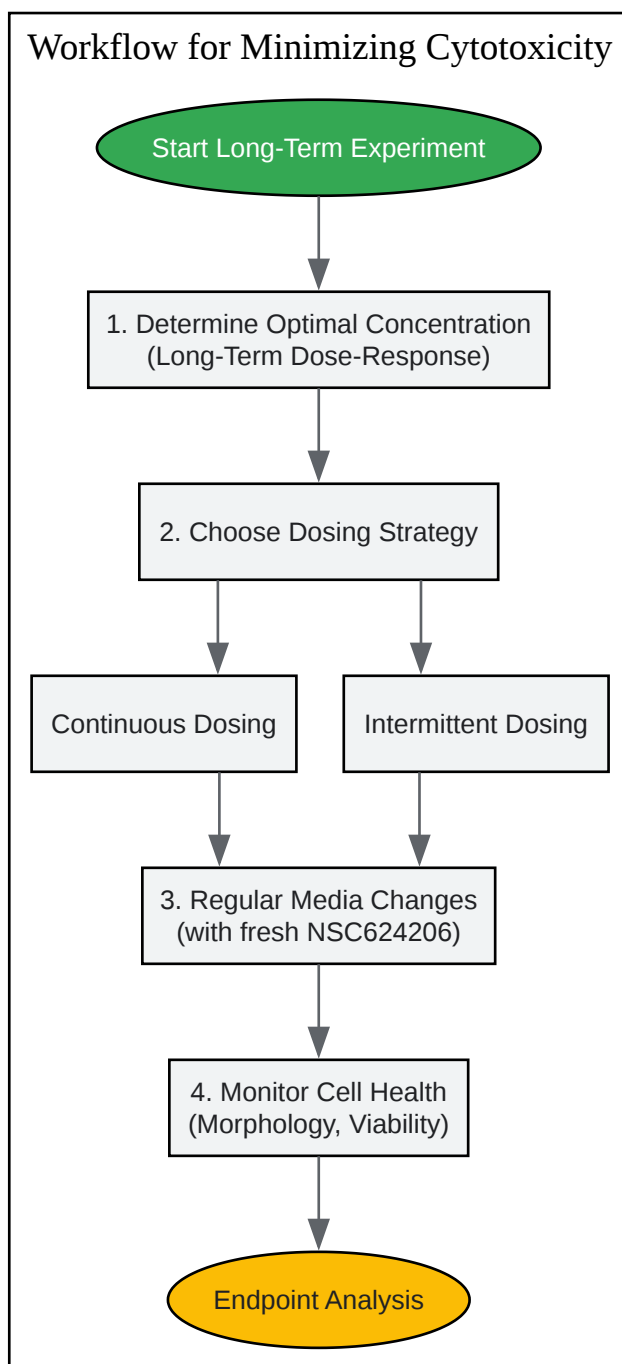 Workflow for Minimizing Cytotoxicity
Start Long-Term Experiment
1. Determine Optimal Concentration
(Long-Term Dose-Response)
2. Choose Dosing Strategy
Continuous Dosing
Intermittent Dosing
3. Regular Media Changes
(with fresh NSC624206)
4. Monitor Cell Health
(Morphology, Viability)
Endpoint Analysis